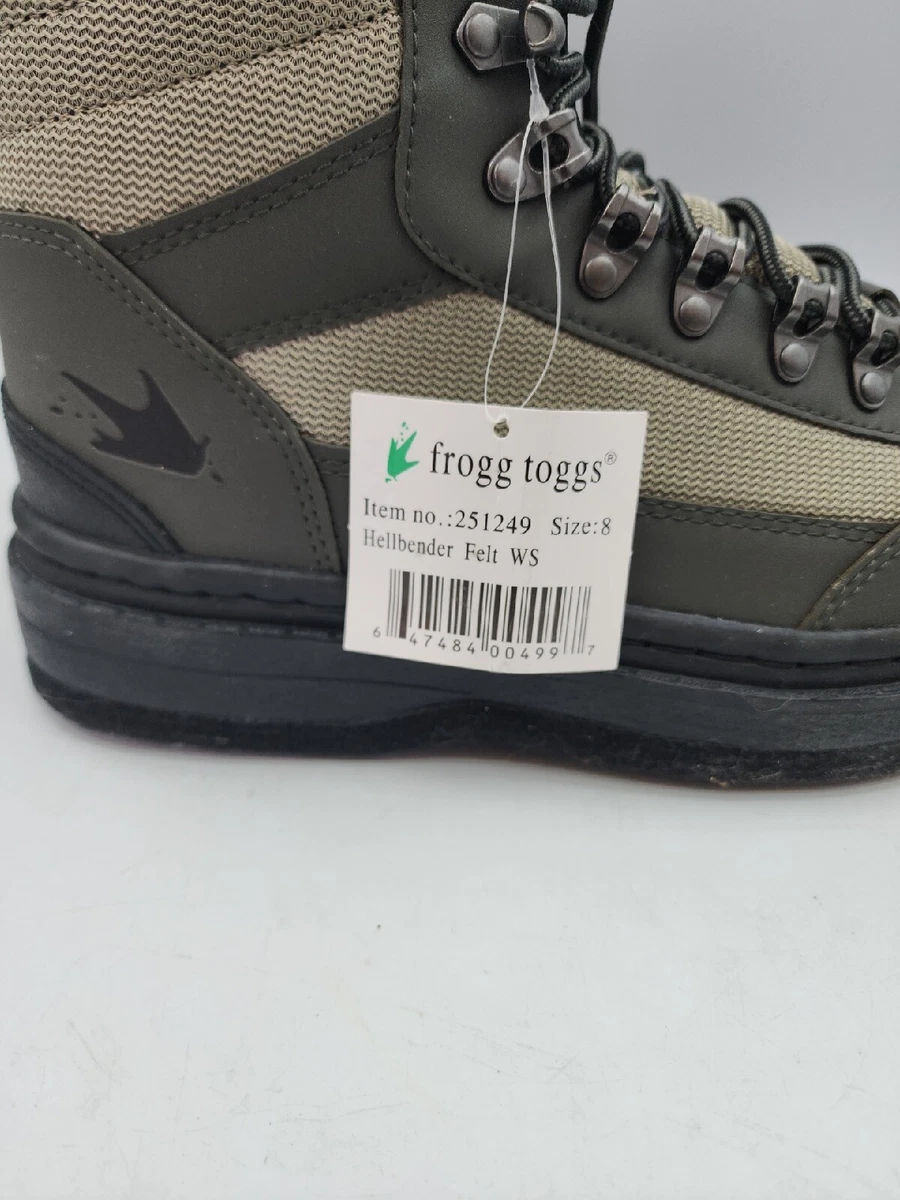 frogg toggs®
Item no.:251249 Size:8
Hellbender Felt WS
6 47484 00499 7